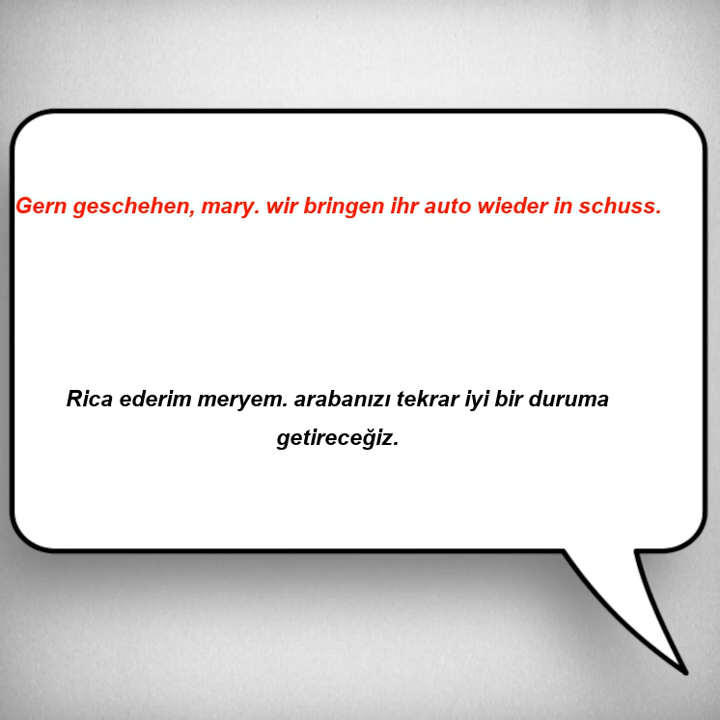 Gern geschehen, mary. wir bringen ihr auto wieder in schuss.
Rica ederim meryem. arabanızı tekrar iyi bir duruma
getireceğiz.